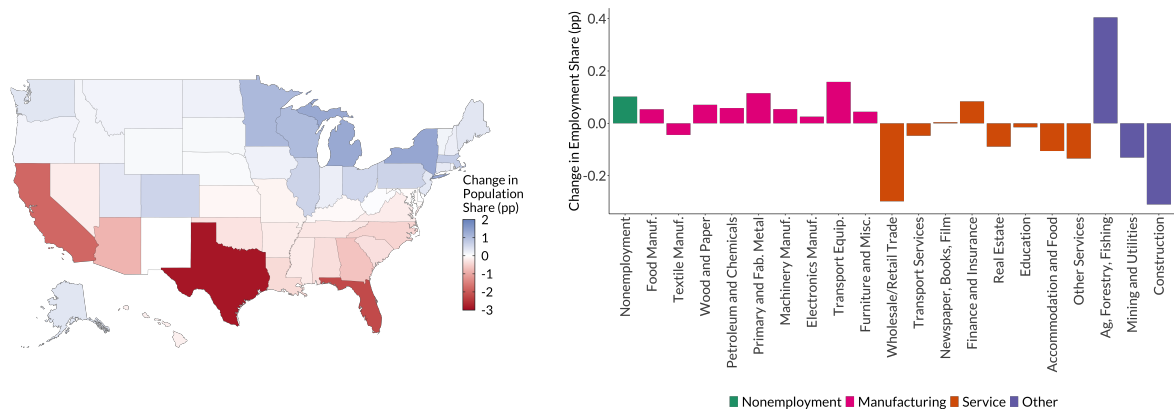 Change in
Population
Share (pp)
2
1
0
-1
-2
-3
Change in Employment Share (pp)
0.4
0.2
0.0
-0.2
Nonemployment
Food Manuf.
Textile Manuf.
Wood and Paper
Petroleum and Chemicals
Primary and Fab. Metal
Machinery Manuf.
Electronics Manuf.
Transport Equip.
Furniture and Misc.
Wholesale/Retail Trade
Transport Services
Newspaper, Books, Film
Finance and Insurance
Real Estate
Education
Accommodation and Food
Other Services
Ag, Forestry, Fishing
Mining and Utilities
Construction
Nonemployment Manufacturing Service Other